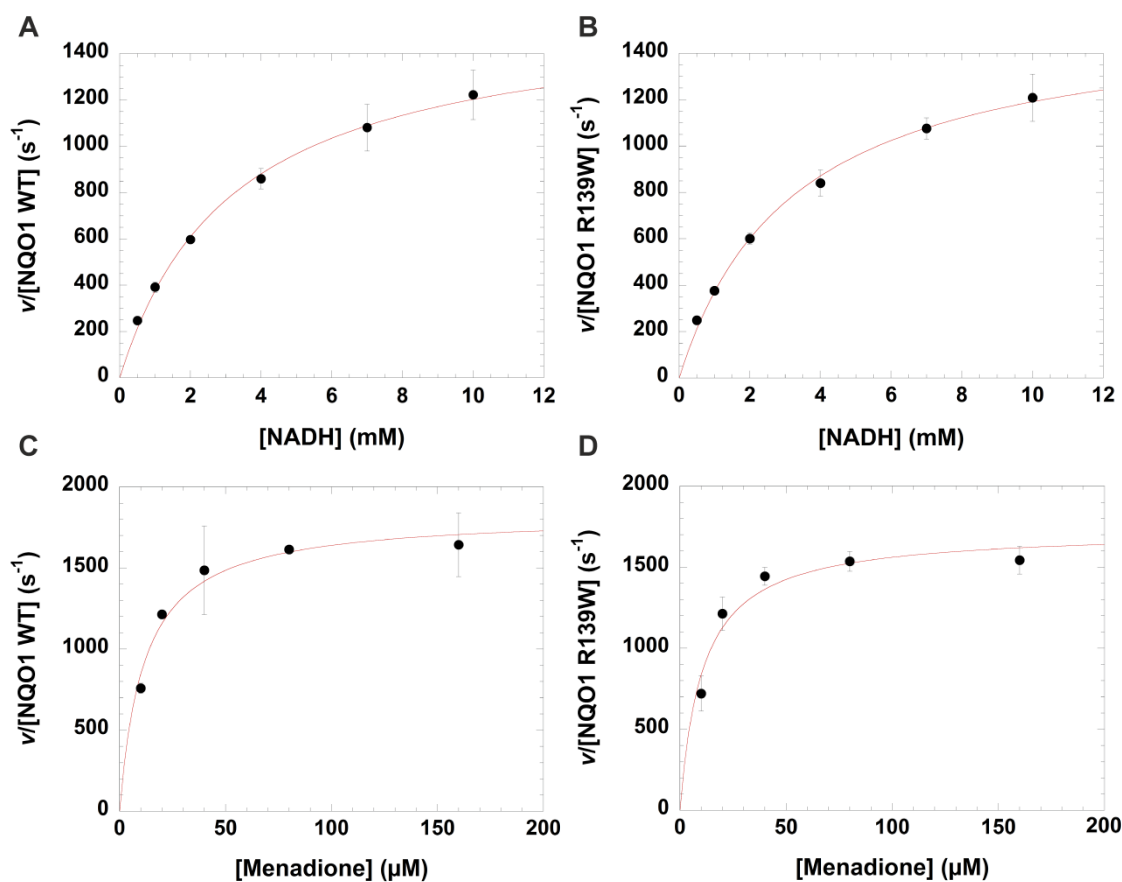 A
1400
1200
1000
800
600
400
200
0
v/[NQO1 WT] (s⁻¹)
0 2 4 6 8 10 12
[NADH] (mM)
B
1400
1200
1000
800
600
400
200
0
v/[NQO1 R139W] (s⁻¹)
0 2 4 6 8 10 12
[NADH] (mM)
C
2000
1500
1000
500
0
v/[NQO1 WT] (s⁻¹)
0 50 100 150 200
[Menadione] (µM)
D
2000
1500
1000
500
0
v/[NQO1 R139W] (s⁻¹)
0 50 100 150 200
[Menadione] (µM)